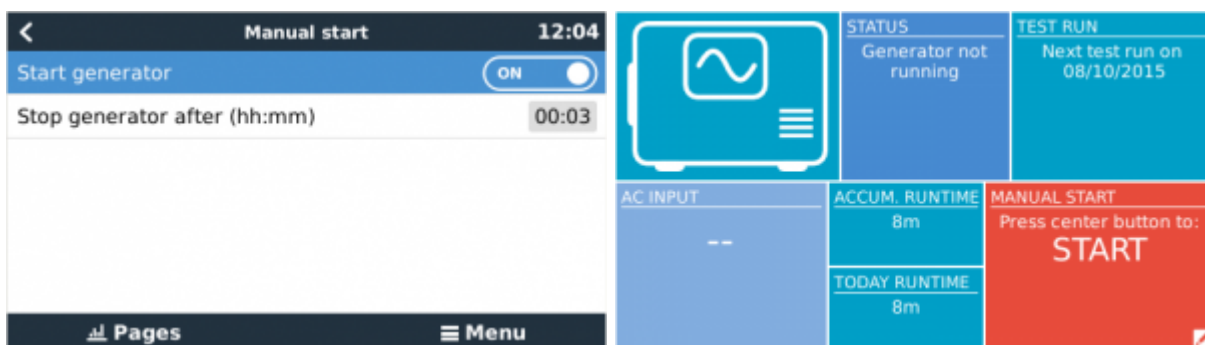 Manual start 12:04
Start generator ON
Stop generator after (hh:mm) 00:03
Pages Menu
STATUS
Generator not
running
TEST RUN
Next test run on
08/10/2015
AC INPUT
--
ACCUM. RUNTIME
8m
TODAY RUNTIME
8m
MANUAL START
Press center button to:
START